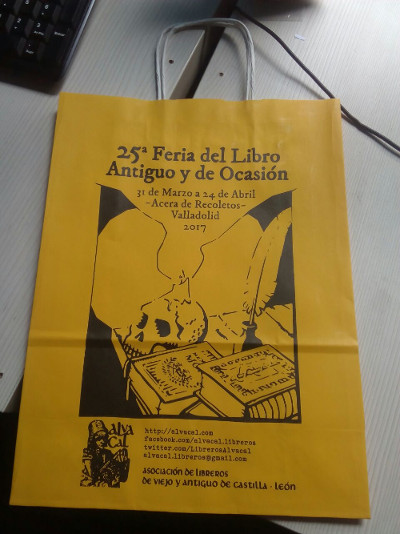 25ª Feria del Libro
Antiguo y de Ocasión
31 de Marzo a 24 de Abril
-Acera de Recoletos-
Valladolid
2017
alva
cal
http://alvacal.com
facebook.com/alvacal.libreros
twitter.com/LibrerosAlvacal
alvacal.libreros@gmail.com
ASOCIACIÓN DE LIBREROS
DE VIEJO Y ANTIGUO DE CASTILLA - LEÓN